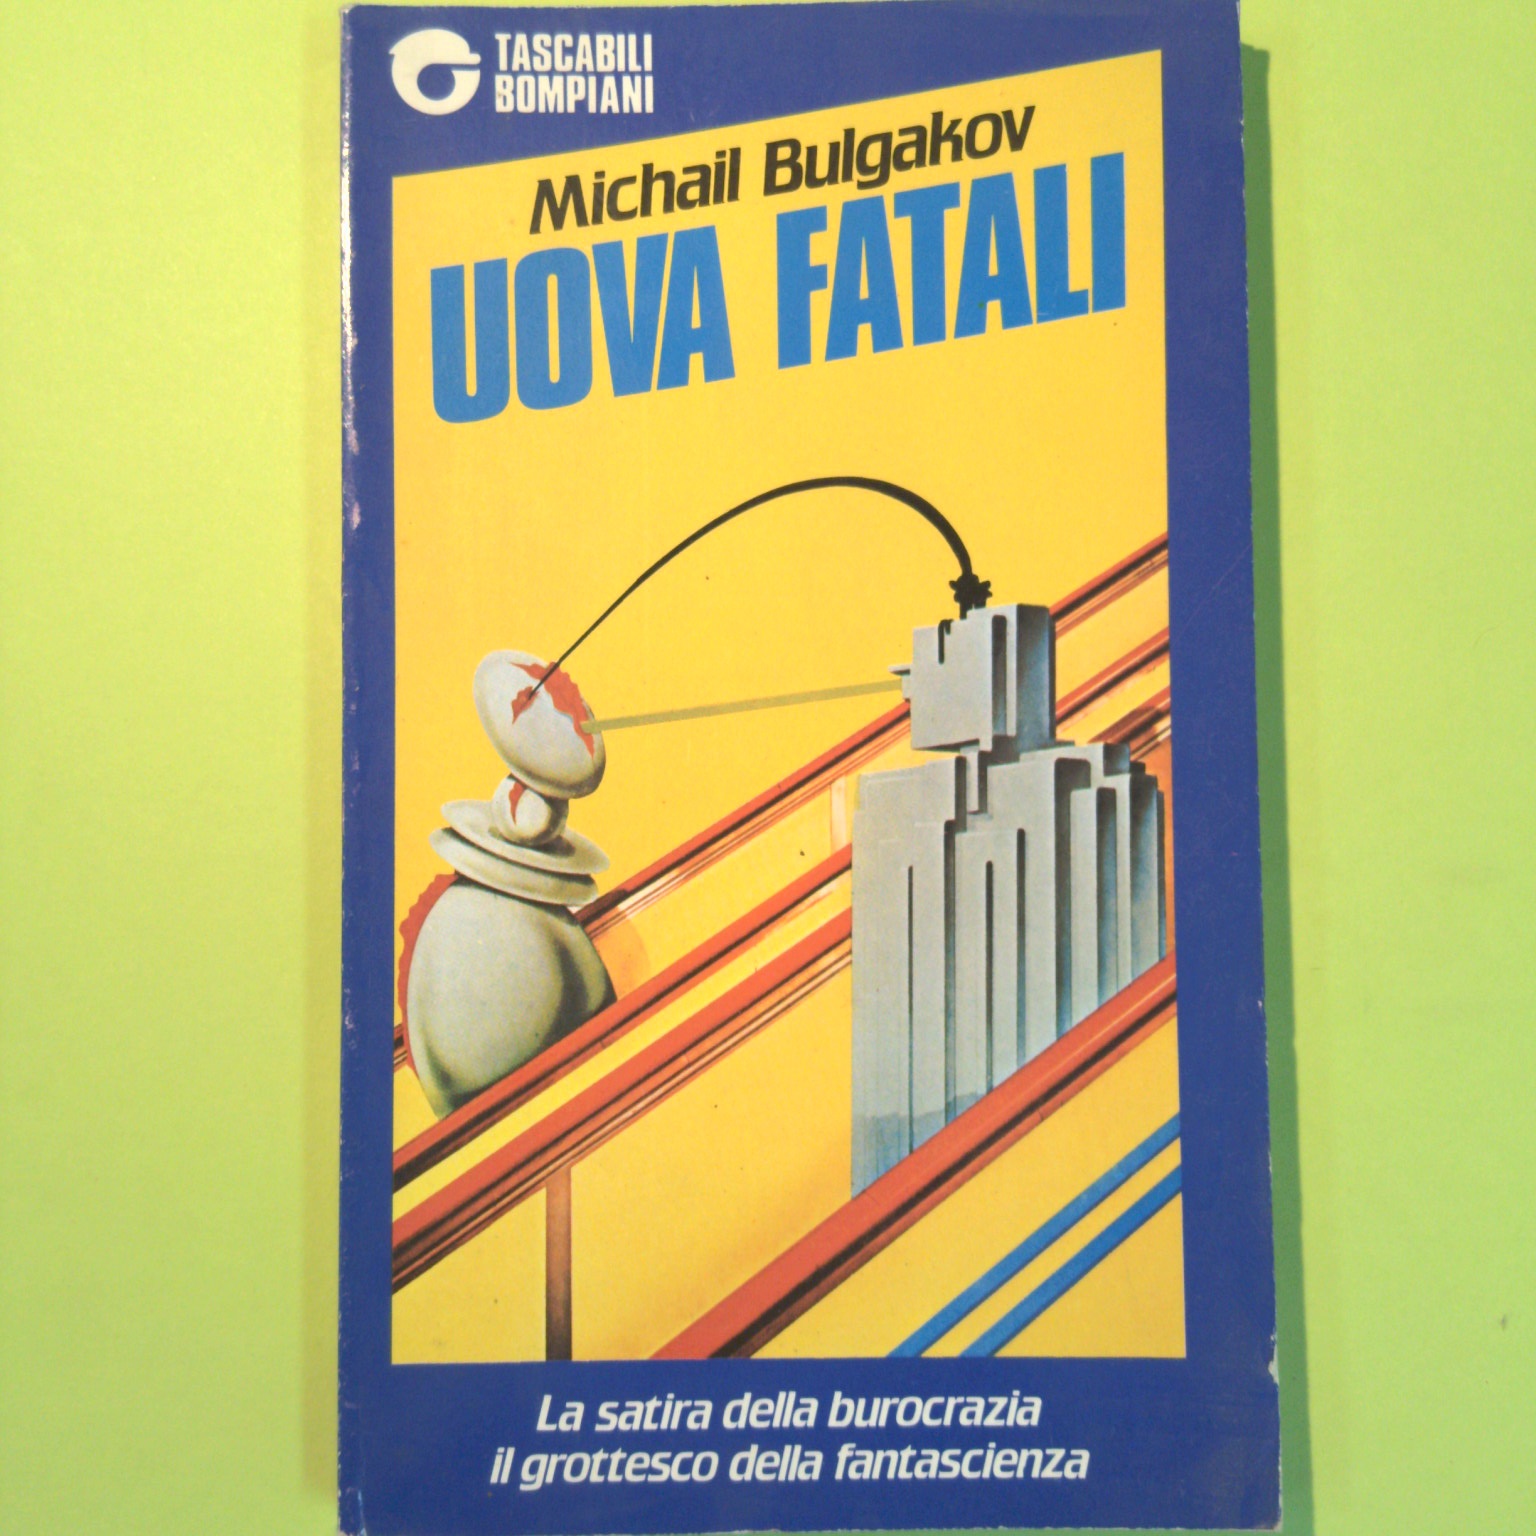 TASCABILI
BOMPIANI
Michail Bulgakov
UOVA FATALI
La satira della burocrazia
il grottesco della fantascienza